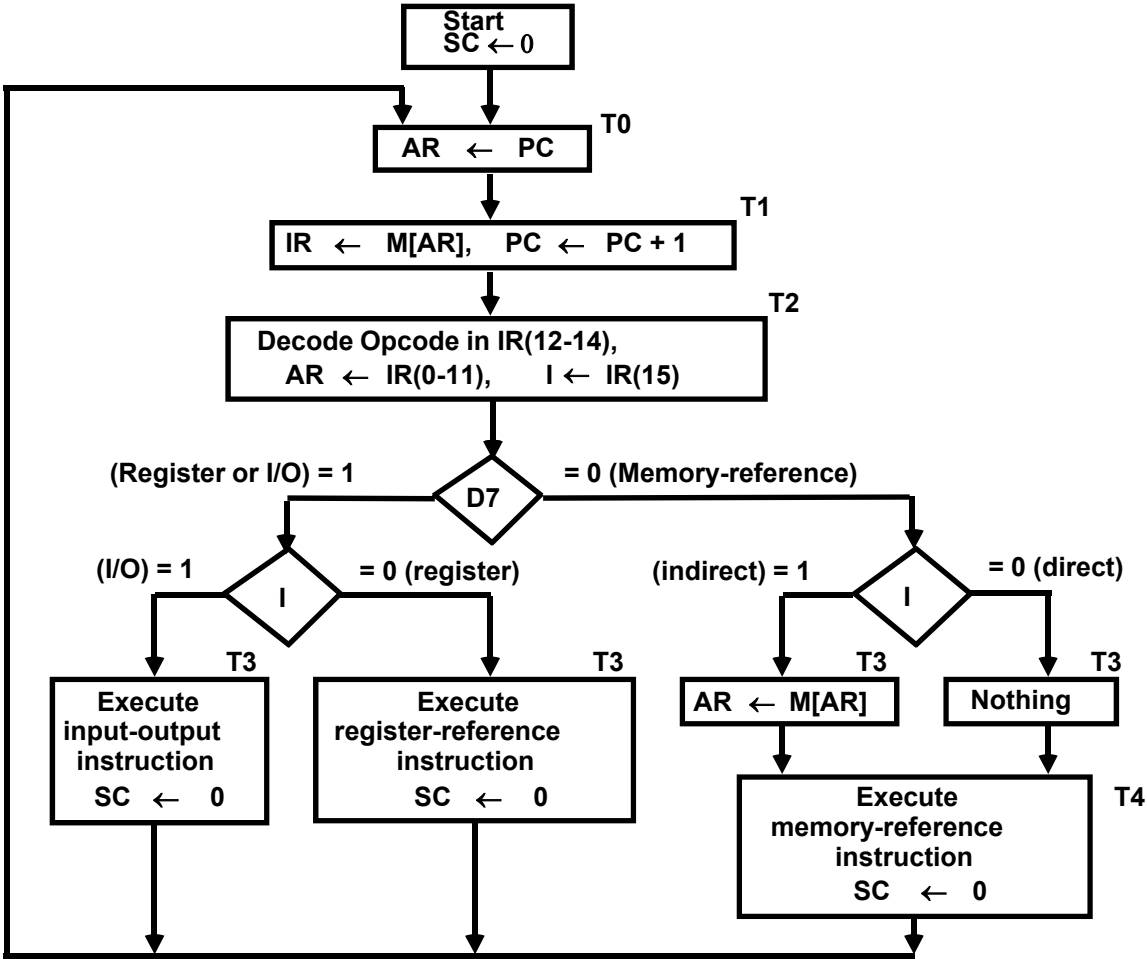 Start
SC ← 0
T0
AR ← PC
T1
IR ← M[AR], PC ← PC + 1
T2
Decode Opcode in IR(12-14),
AR ← IR(0-11), I ← IR(15)
(Register or I/O) = 1
D7
= 0 (Memory-reference)
(I/O) = 1
I
= 0 (register)
(indirect) = 1
I
= 0 (direct)
T3
Execute
input-output
instruction
SC ← 0
T3
Execute
register-reference
instruction
SC ← 0
T3
AR ← M[AR]
T3
Nothing
Execute
memory-reference
instruction
SC ← 0
T4